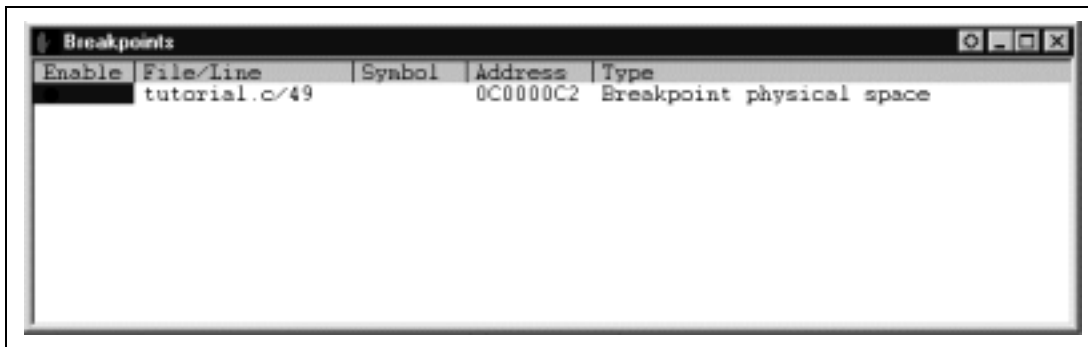 Breakpoints
Enable File/Line Symbol Address Type
tutorial.c/49 0C0000C2 Breakpoint physical space